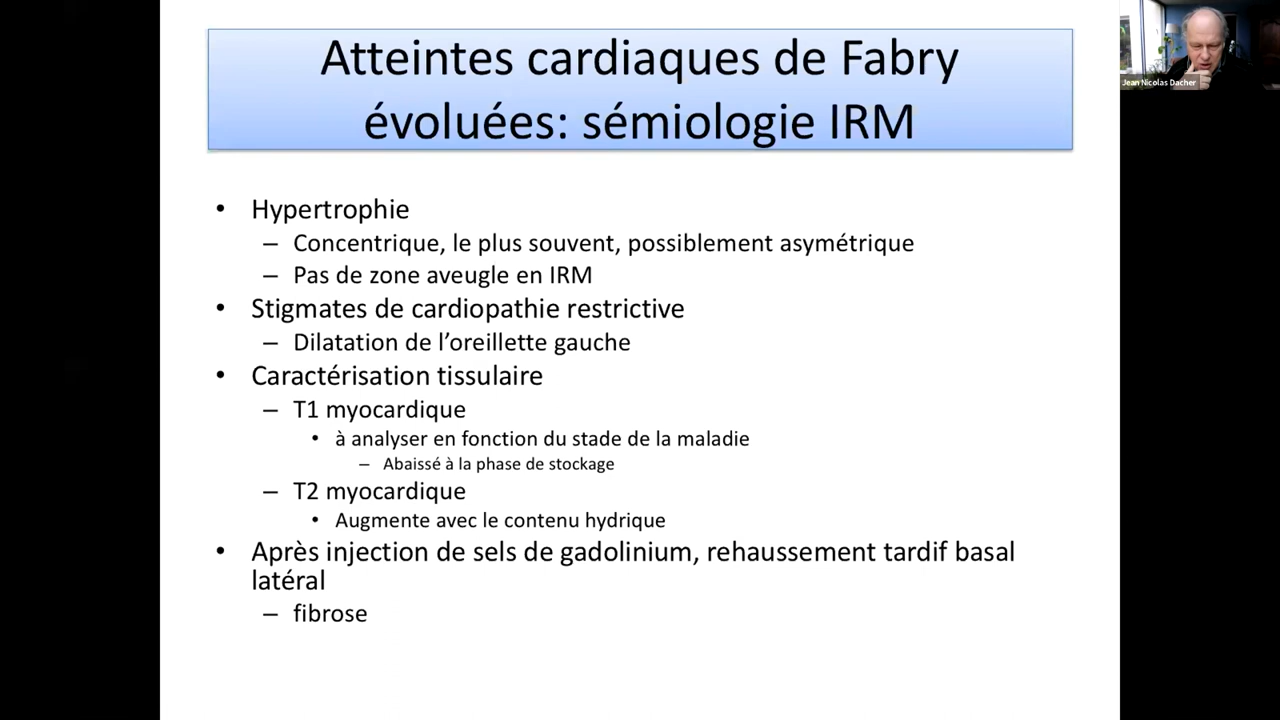 Atteintes cardiaques de Fabry
évoluées: sémiologie IRM
Jean Nicolas Dacher
• Hypertrophie
– Concentrique, le plus souvent, possiblement asymétrique
– Pas de zone aveugle en IRM
• Stigmates de cardiopathie restrictive
– Dilatation de l’oreillette gauche
• Caractérisation tissulaire
– T1 myocardique
• à analyser en fonction du stade de la maladie
– Abaissé à la phase de stockage
– T2 myocardique
• Augmente avec le contenu hydrique
• Après injection de sels de gadolinium, rehaussement tardif basal
latéral
– fibrose